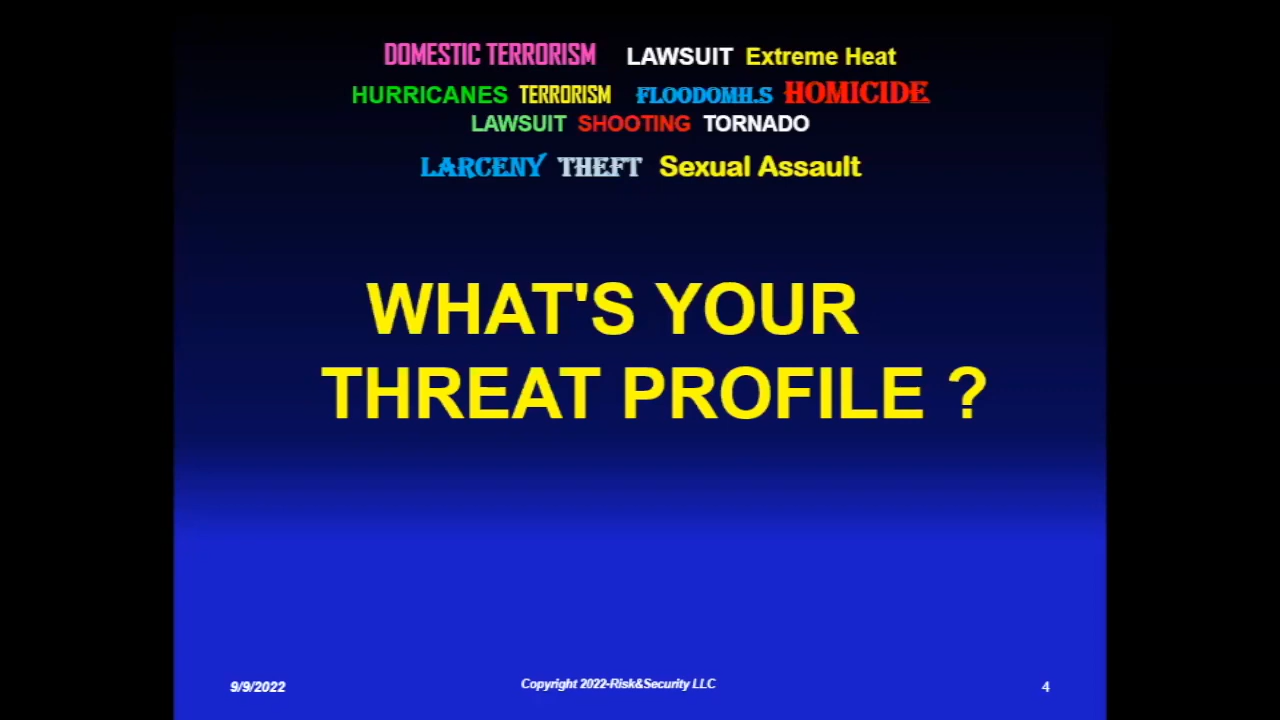 DOMESTIC TERRORISM LAWSUIT Extreme Heat
HURRICANES TERRORISM FLOODOMH.S HOMICIDE
LAWSUIT SHOOTING TORNADO
LARCENY THEFT Sexual Assault
WHAT'S YOUR
THREAT PROFILE ?
9/9/2022 Copyright 2022-Risk&Security LLC 4